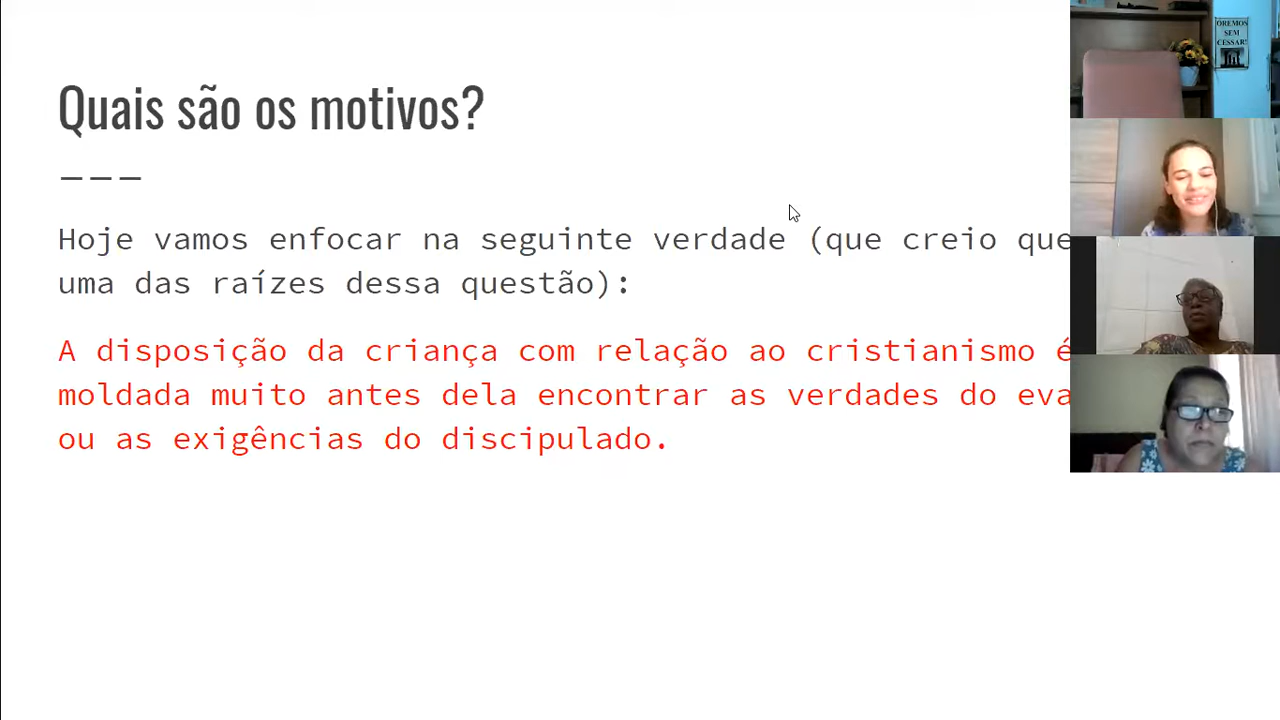 Quais são os motivos?
Hoje vamos enfocar na seguinte verdade (que creio que
uma das raízes dessa questão):
A disposição da criança com relação ao cristianismo é
moldada muito antes dela encontrar as verdades do eva
ou as exigências do discipulado.
OREMOS
SEM
CESSAR!